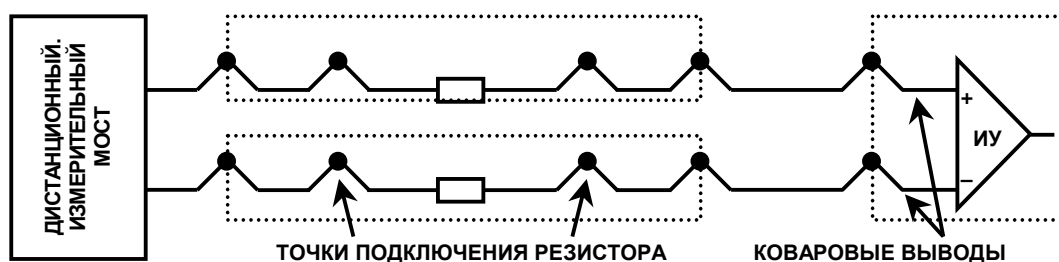 ДИСТАНЦИОННЫЙ.
ИЗМЕРИТЕЛЬНЫЙ
МОСТ
+
ИУ
–
ТОЧКИ ПОДКЛЮЧЕНИЯ РЕЗИСТОРА
КОВАРОВЫЕ ВЫВОДЫ